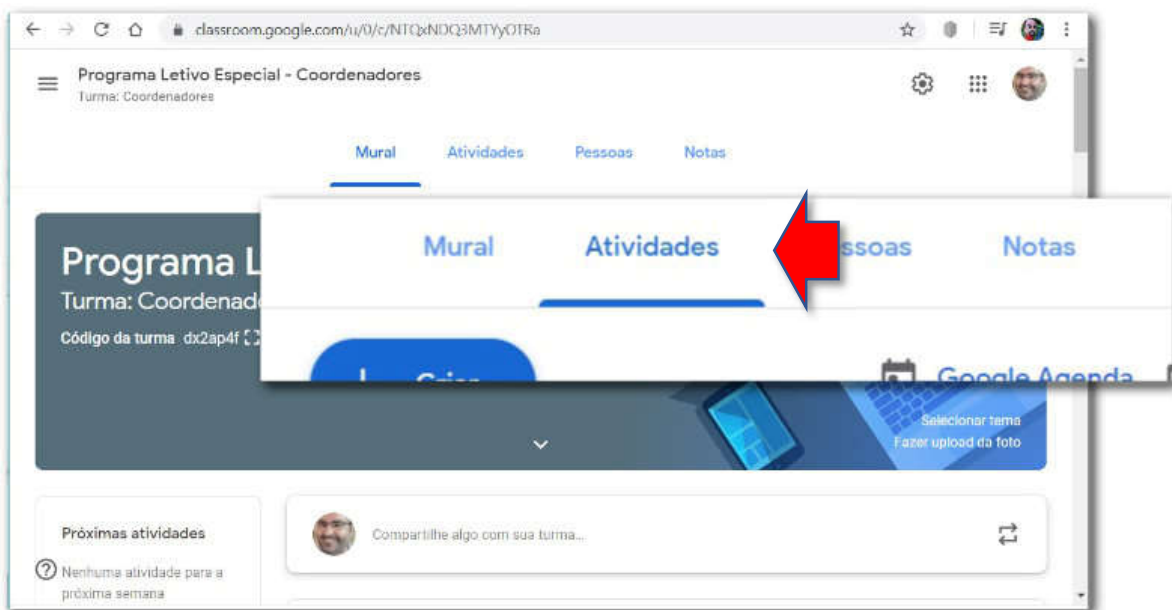 classroom.google.com/u/0/c/NTQxNDQ3MTYyOTRa
Programa Letivo Especial - Coordenadores
Turma: Coordenadores
Mural Atividades Pessoas Notas
Mural Atividades ssoas Notas
Programa L
Turma: Coordenad
Código da turma dx2ap4f
Criar
Google Agenda
Selecionar tema
Fazer upload da foto
Próximas atividades
Nenhuma atividade para a
próxima semana
Compartilhe algo com sua turma...